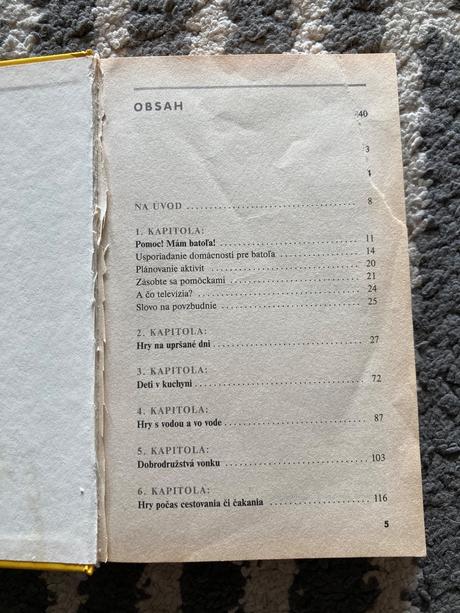 OBSAH
40
3
4
NA ÚVOD 8
1. KAPITOLA:
Pomoc! Mám batoľa! 11
Usporiadanie domácnosti pre batoľa 14
Plánovanie aktivít 20
Zásobte sa pomôckami 21
A čo televízia? 24
Slovo na povzbudnie 25
2. KAPITOLA:
Hry na upršané dni 27
3. KAPITOLA:
Deti v kuchyni 72
4. KAPITOLA:
Hry s vodou a vo vode 87
5. KAPITOLA:
Dobrodružstvá vonku 103
6. KAPITOLA:
Hry počas cestovania či čakania 116
5